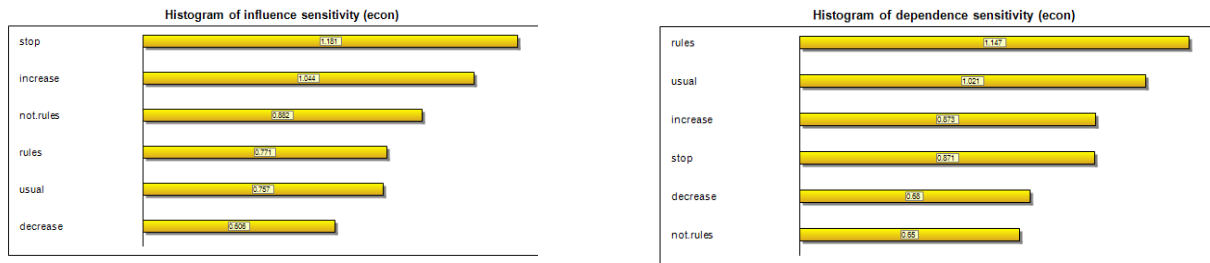 Histogram of influence sensitivity (econ)
stop 1.181
increase 1.044
not.rules 0.882
rules 0.771
usual 0.757
decrease 0.606
Histogram of dependence sensitivity (econ)
rules 1.147
usual 1.021
increase 0.873
stop 0.871
decrease 0.68
not.rules 0.65